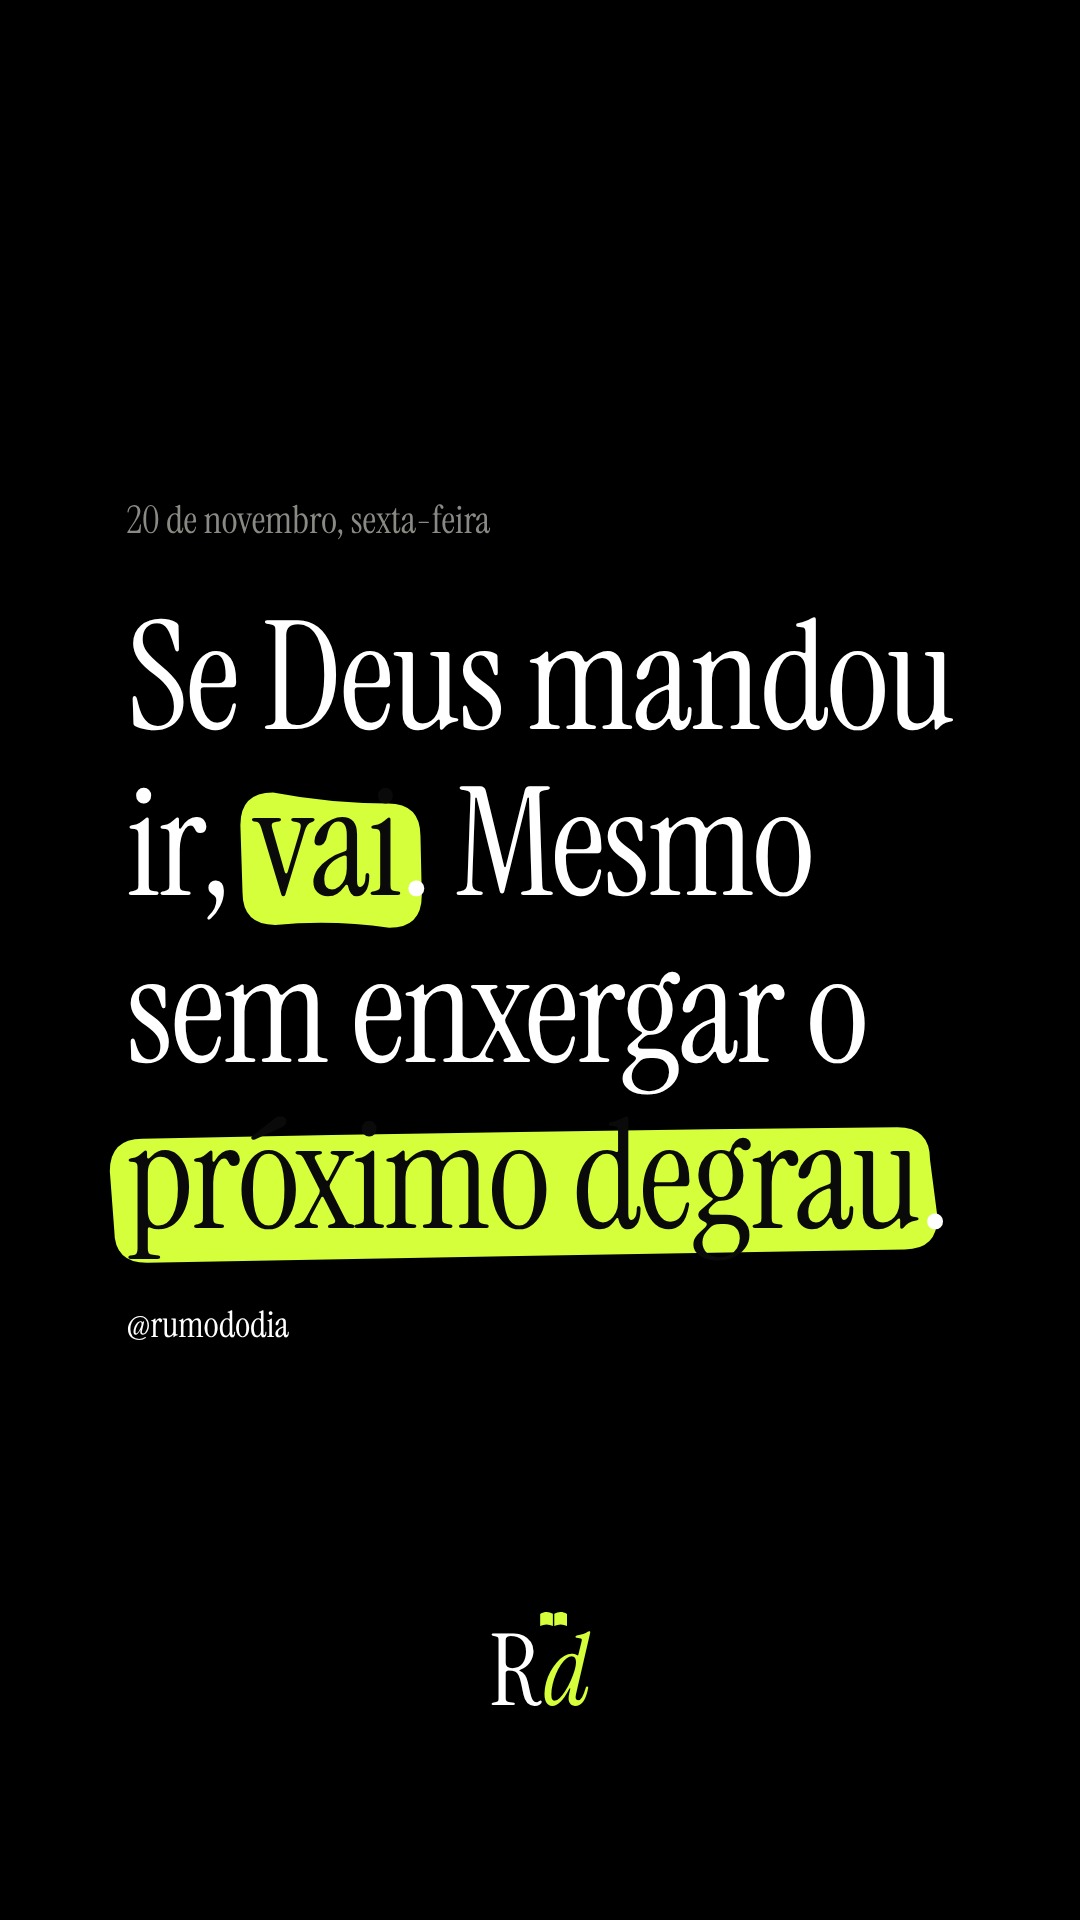 20 de novembro, sexta-feira
Se Deus mandou
ir, vai. Mesmo
sem enxergar o
próximo degrau.
@rumododia
Rd